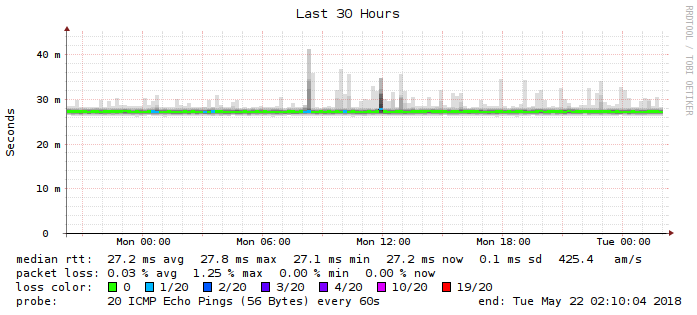 Last 30 Hours
RRDTOOL / TOBI OETIKER
Seconds
40 m
30 m
20 m
10 m
0
Mon 00:00 Mon 06:00 Mon 12:00 Mon 18:00 Tue 00:00
median rtt: 27.2 ms avg 27.8 ms max 27.1 ms min 27.2 ms now 0.1 ms sd 425.4 am/s
packet loss: 0.03 % avg 1.25 % max 0.00 % min 0.00 % now
loss color: 0 1/20 2/20 3/20 4/20 10/20 19/20
probe: 20 ICMP Echo Pings (56 Bytes) every 60s end: Tue May 22 02:10:04 2018